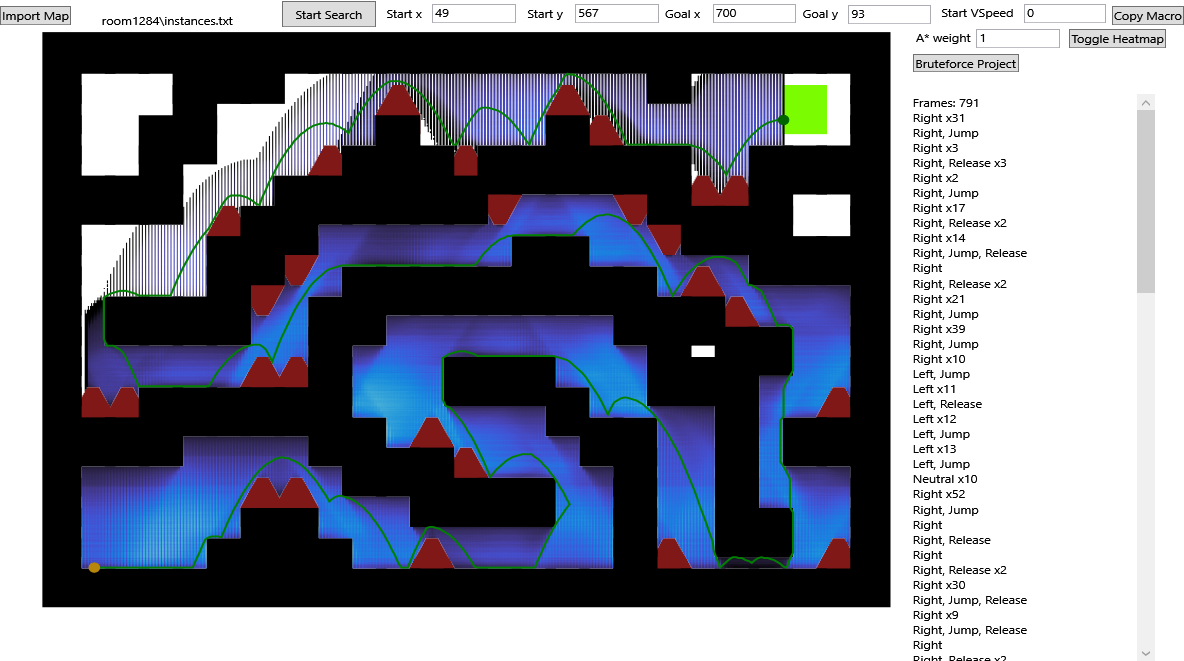 Import Map
room1284\instances.txt
Start Search
Start x 49
Start y 567
Goal x 700
Goal y 93
Start VSpeed 0
Copy Macro
A* weight 1
Toggle Heatmap
Bruteforce Project
Frames: 791
Right x31
Right, Jump
Right x3
Right, Release x3
Right x2
Right, Jump
Right x17
Right, Release x2
Right x14
Right, Jump, Release
Right
Right, Release x2
Right x21
Right, Jump
Right x39
Right, Jump
Right x10
Left, Jump
Left x11
Left, Release
Left x12
Left, Jump
Left x13
Left, Jump
Neutral x10
Right x52
Right, Jump
Right
Right, Release
Right
Right, Release x2
Right x30
Right, Jump, Release
Right x9
Right, Jump, Release
Right
Right, Release x2